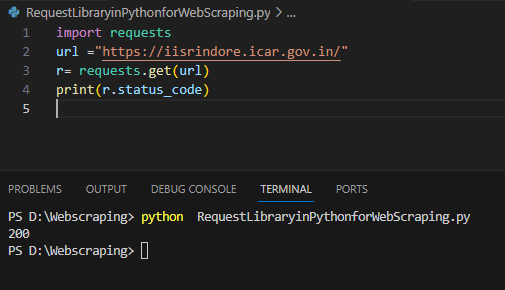 RequestLibraryinPythonforWebScraping.py > ...
1 import requests
2 url ="https://iisrindore.icar.gov.in/"
3 r= requests.get(url)
4 print(r.status_code)
5
PROBLEMS OUTPUT DEBUG CONSOLE TERMINAL PORTS
PS D:\Webscraping> python  RequestLibraryinPythonforWebScraping.py
200
PS D:\Webscraping>